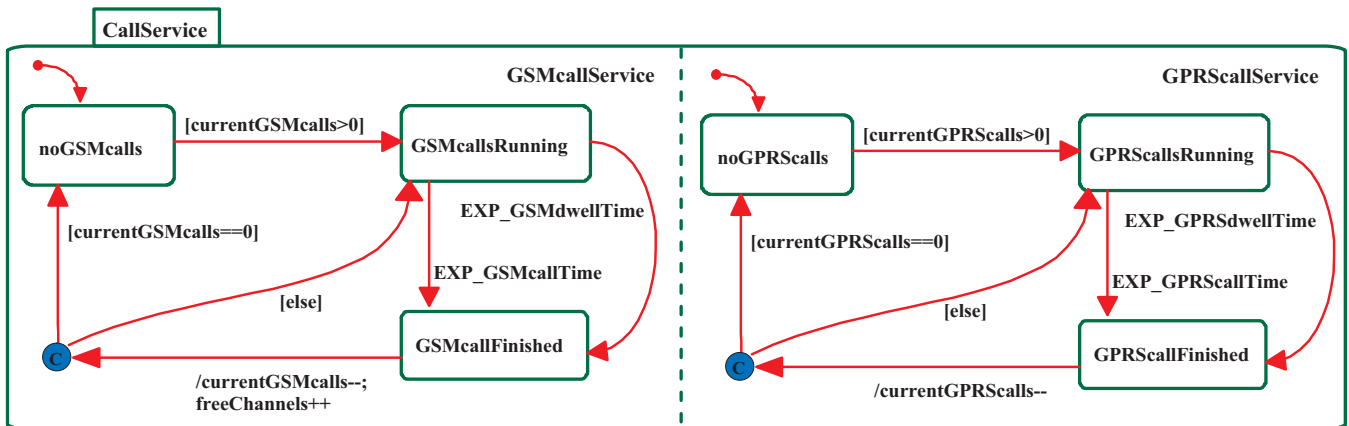 CallService
GSMcallService
GPRScallService
[currentGSMcalls>0]
[currentGPRScalls>0]
noGSMcalls
GSMcallsRunning
noGPRScalls
GPRScallsRunning
EXP_GSMdwellTime
EXP_GPRSdwellTime
[currentGSMcalls==0]
[currentGPRScalls==0]
EXP_GSMcallTime
EXP_GPRScallTime
[else]
[else]
GSMcallFinished
GPRScallFinished
C
C
/currentGSMcalls--;
freeChannels++
/currentGPRScalls--